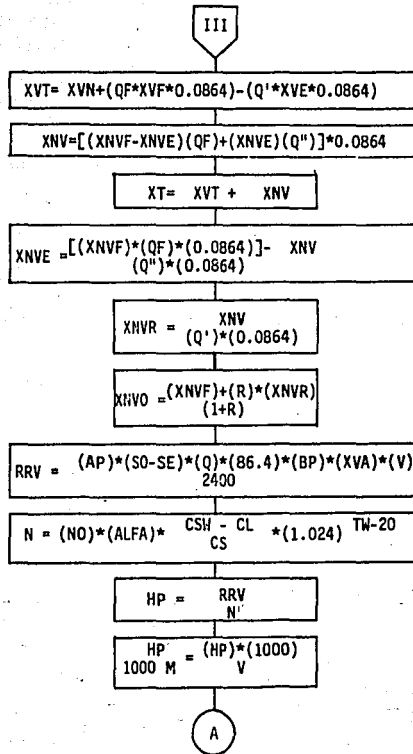 III
XVT= XVN+(QF*XVF*0.0864)-(Q'*XVE*0.0864)
XNV=[(XNVF-XNVE)(QF)+(XNVE)(Q")]*0.0864
XT= XVT + XNV
XNVE =[(XNVF)*(QF)*(0.0864)]- XNV
(Q")*(0.0864)
XNVR = XNV
(Q')*(0.0864)
XNVO =(XNVF)+(R)*(XNVR)
(1+R)
RRV = (AP)*(SO-SE)*(Q)*(86.4)*(BP)*(XVA)*(V)
2400
N = (NO)*(ALFA)* CSW - CL *(1.024) TW-20
CS
HP = RRV
N'
HP = (HP)*(1000)
1000 M V
A